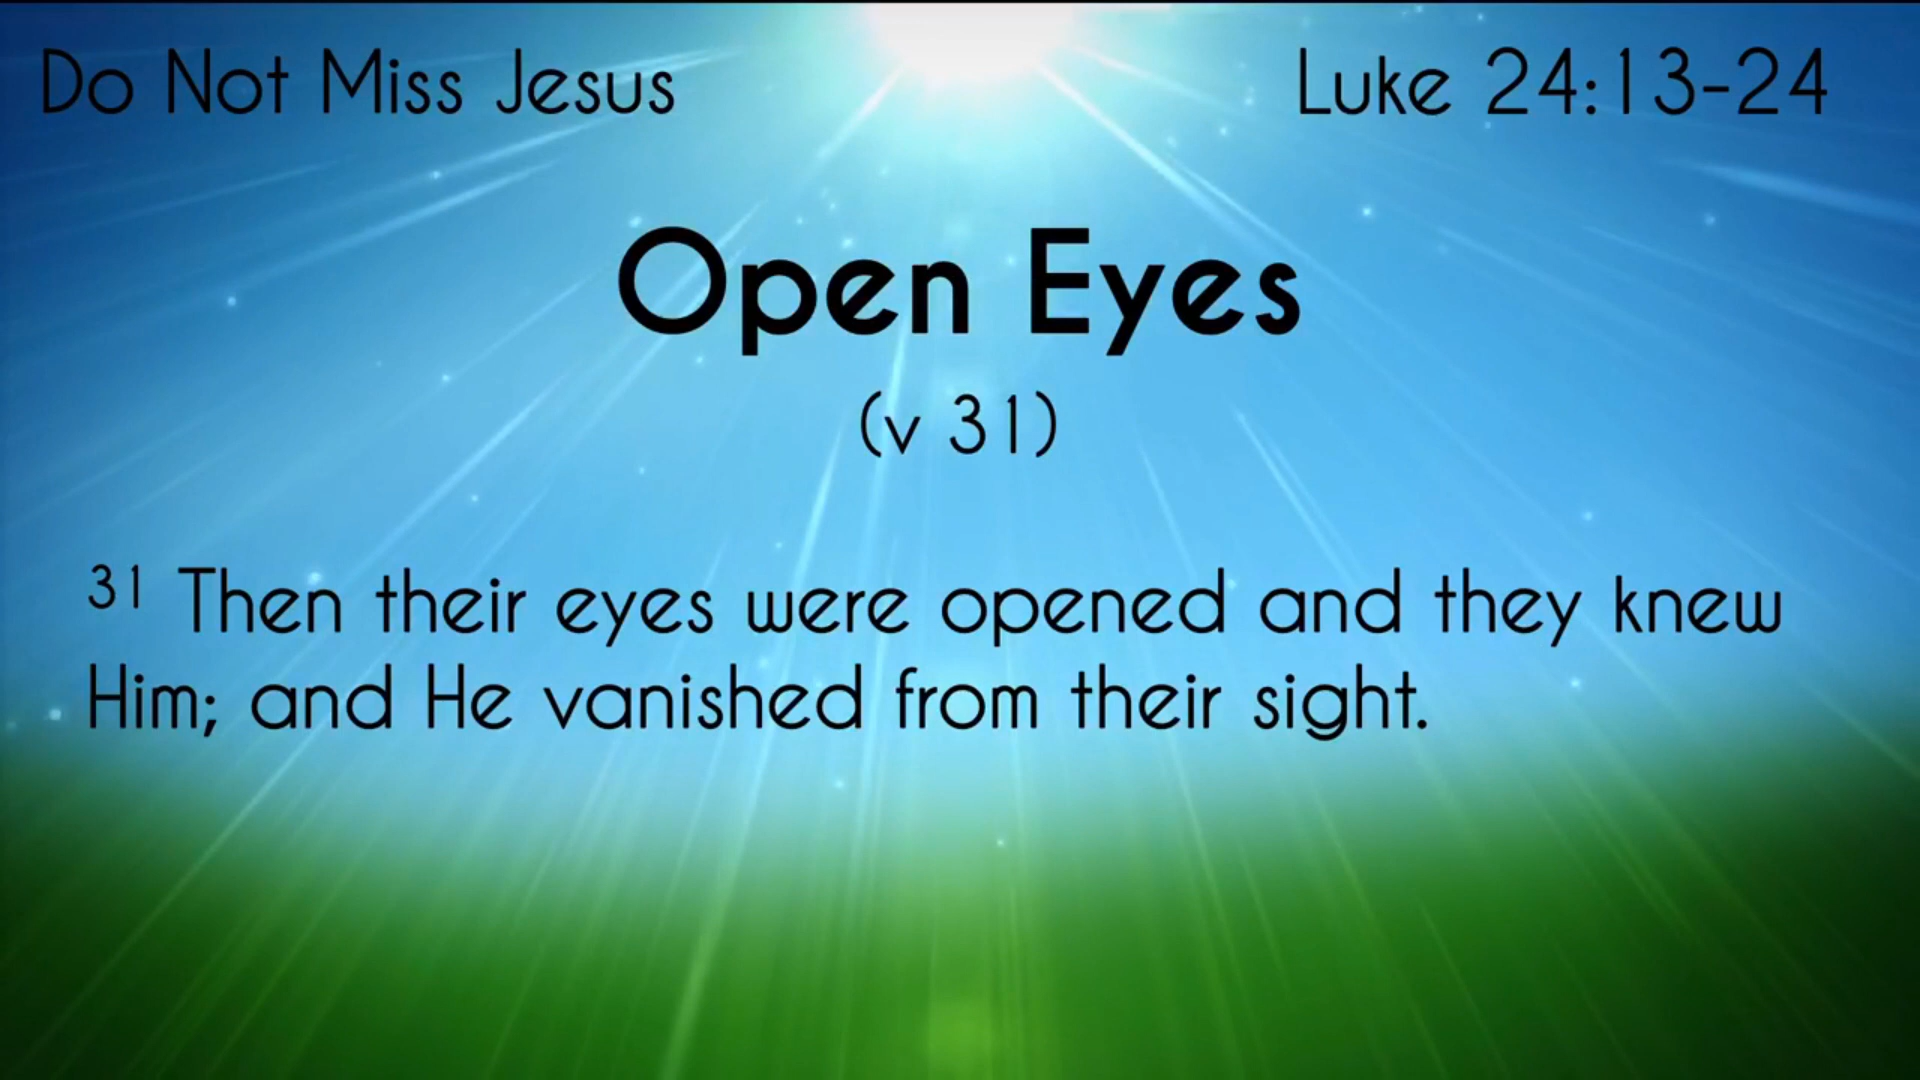 Do Not Miss Jesus
Luke 24:13-24
Open Eyes
(v 31)
31 Then their eyes were opened and they knew
Him; and He vanished from their sight.